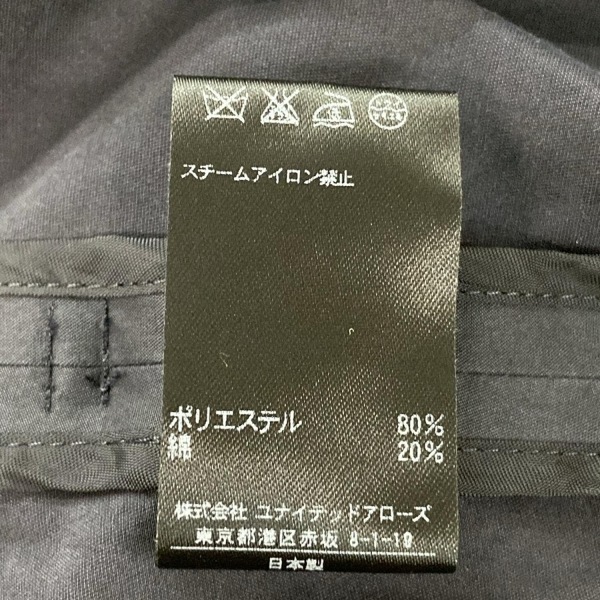 スチームアイロン禁止
ポリエステル 80%
綿 20%
株式会社 ユナイテッドアローズ
東京都港区赤坂 8-1-19
日本製